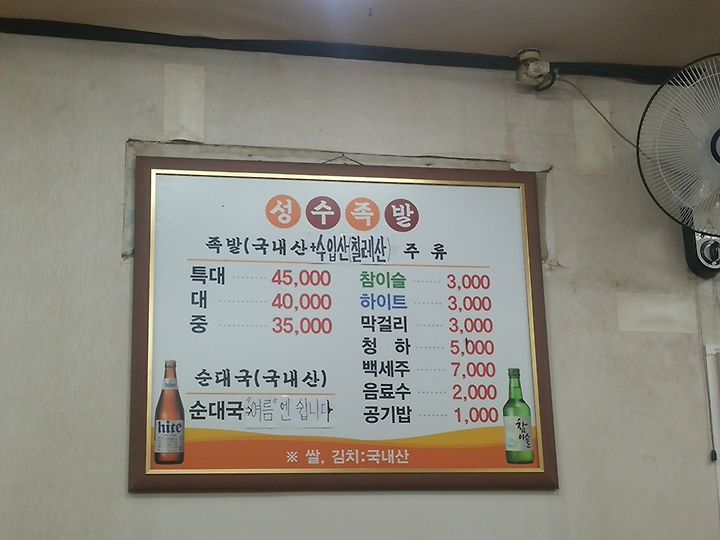 성수족발
족발(국내산+수입산(칠레산) 주 류
특대 45,000
대 40,000
중 35,000
참이슬 3,000
하이트 3,000
막걸리 3,000
청 하 5,000
백세주 7,000
음료수 2,000
공기밥 1,000
순대국(국내산)
순대국 "여름"엔 쉽니다
hite
참이슬
※ 쌀, 김치:국내산